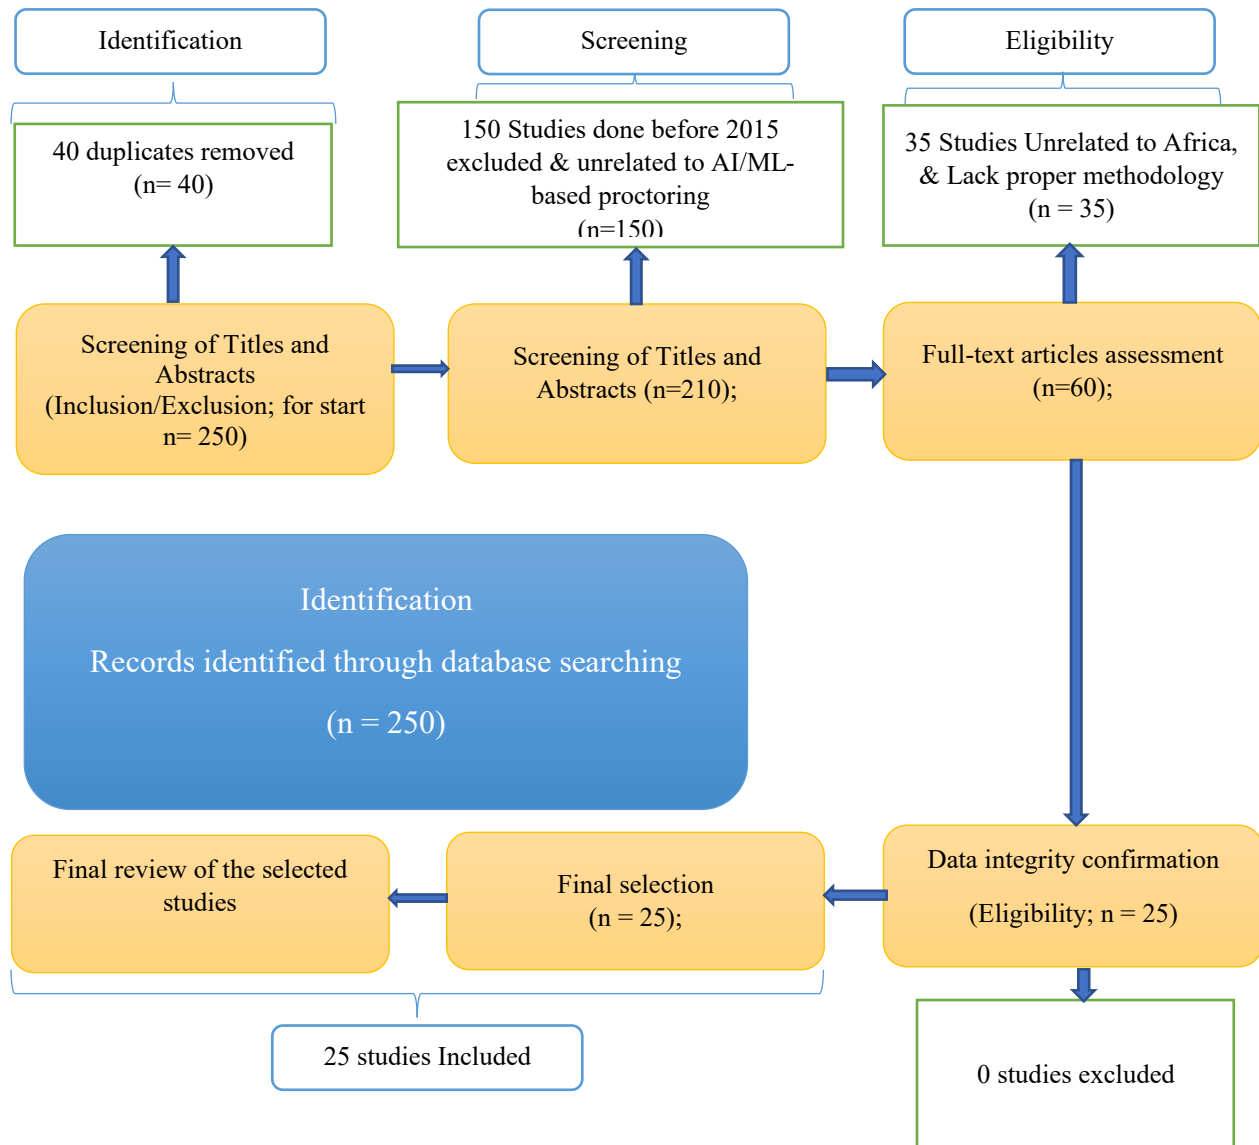 Identification
Screening
Eligibility
40 duplicates removed
(n= 40)
150 Studies done before 2015
excluded & unrelated to AI/ML-
based proctoring
(n=150)
35 Studies Unrelated to Africa,
& Lack proper methodology
(n = 35)
Screening of Titles and
Abstracts
(Inclusion/Exclusion; for start
n= 250)
Screening of Titles and
Abstracts (n=210);
Full-text articles assessment
(n=60);
Identification
Records identified through database searching
(n = 250)
Final review of the selected
studies
Final selection
(n = 25);
Data integrity confirmation
(Eligibility; n = 25)
25 studies Included
0 studies excluded